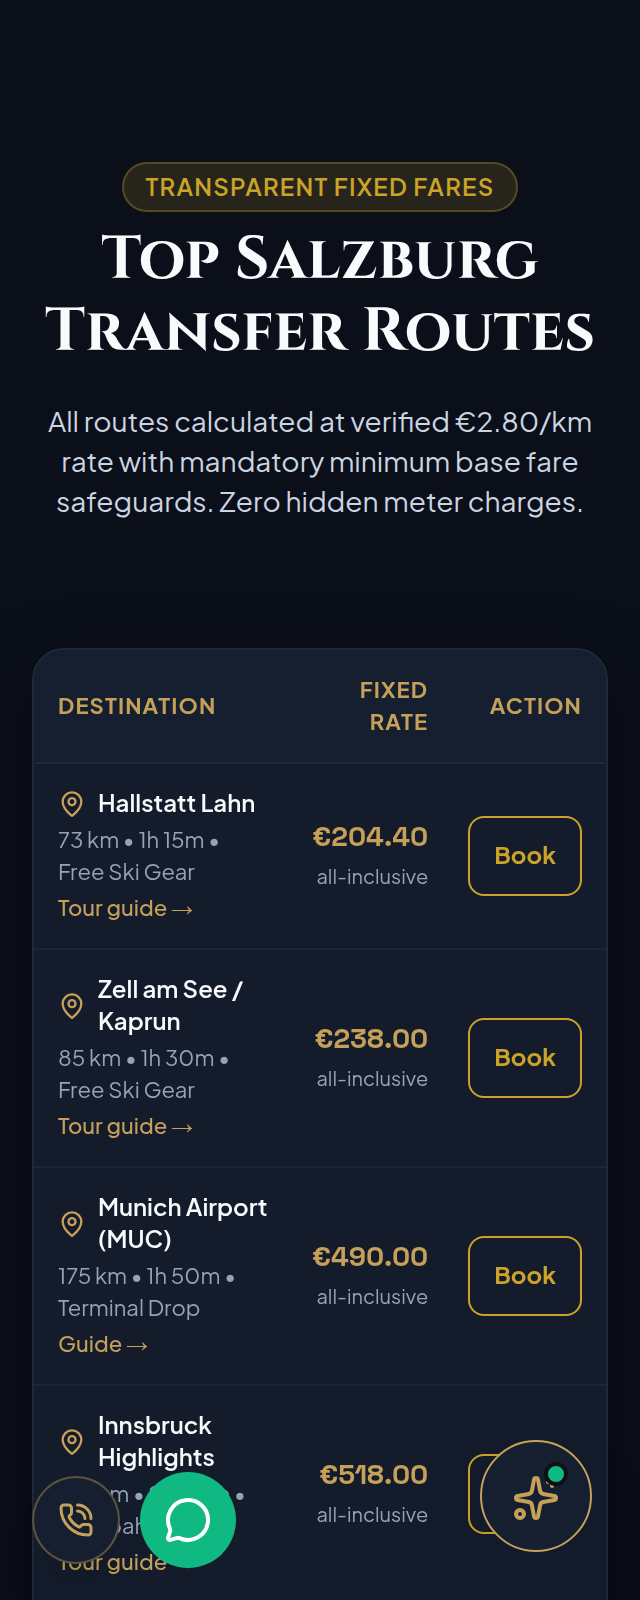 TRANSPARENT FIXED FARES
Top Salzburg
Transfer Routes
All routes calculated at verified €2.80/km
rate with mandatory minimum base fare
safeguards. Zero hidden meter charges.
DESTINATION
FIXED
RATE
ACTION
Hallstatt Lahn
73 km • 1h 15m •
Free Ski Gear
Tour guide →
€204.40
all-inclusive
Book
Zell am See /
Kaprun
85 km • 1h 30m •
Free Ski Gear
Tour guide →
€238.00
all-inclusive
Book
Munich Airport
(MUC)
175 km • 1h 50m •
Terminal Drop
Guide →
€490.00
all-inclusive
Book
Innsbruck
Highlights
Tour guide
€518.00
all-inclusive